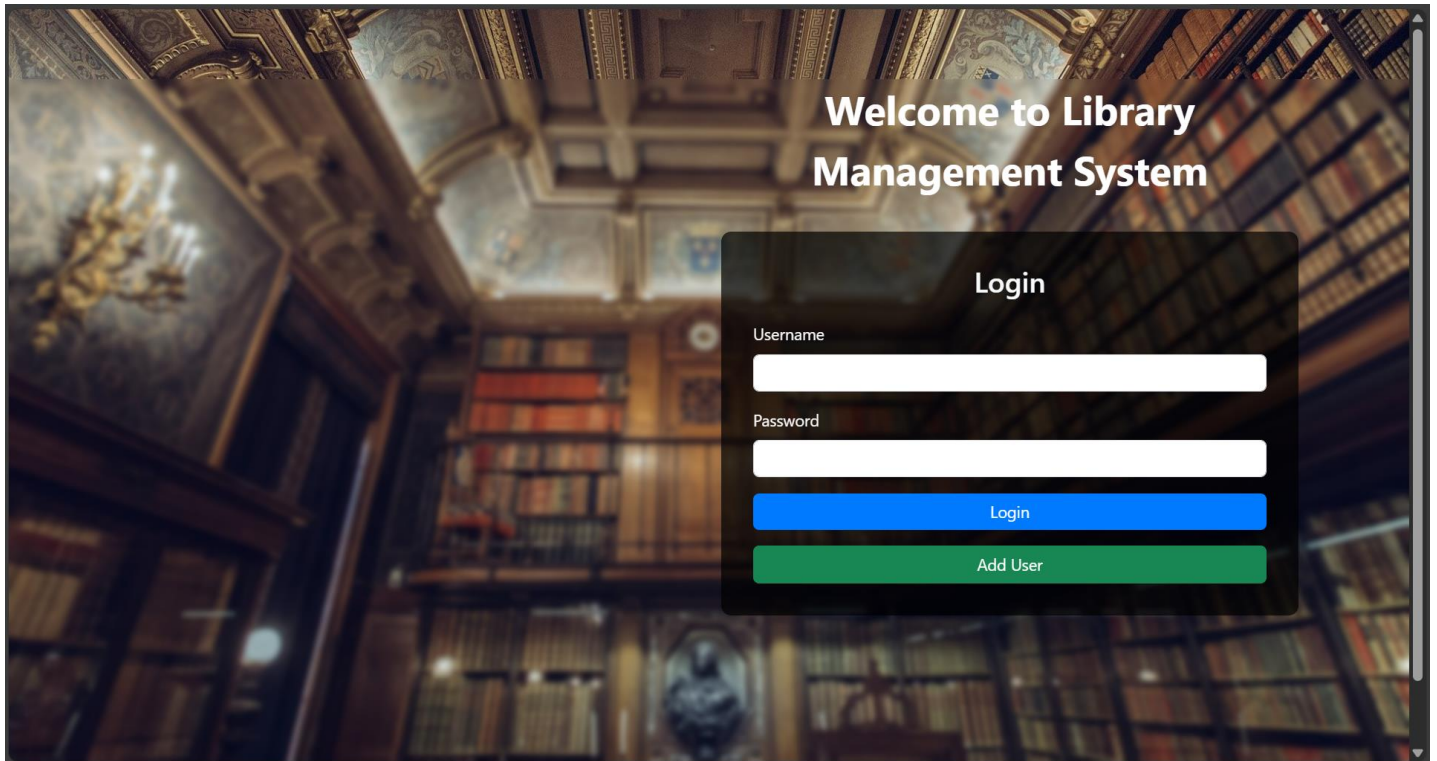 Welcome to Library
Management System
Login
Username
Password
Login
Add User